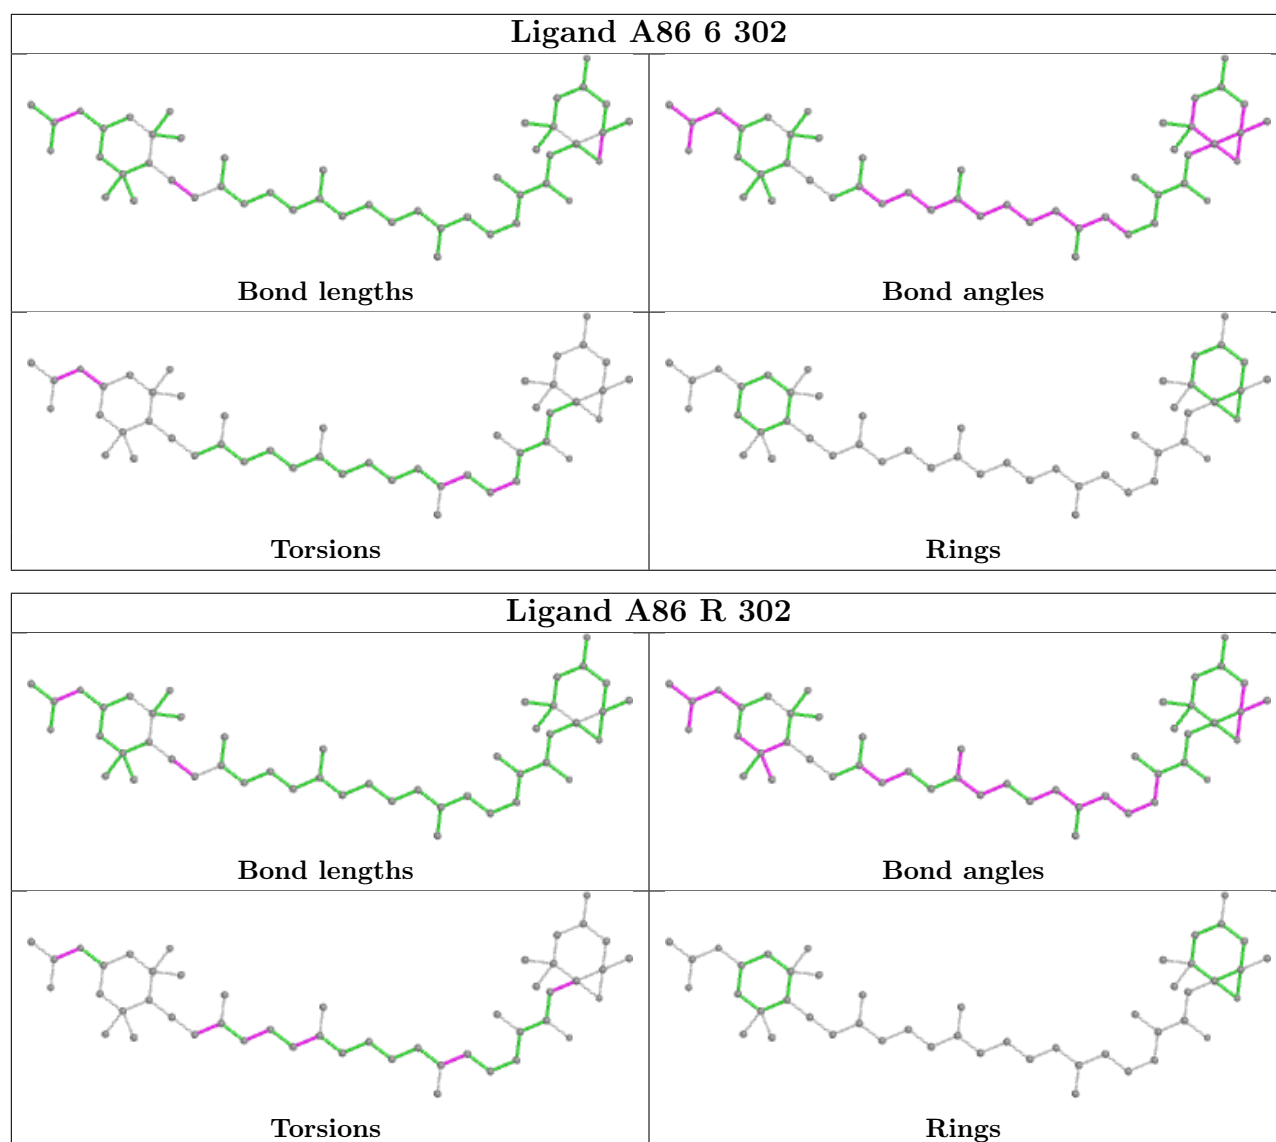 Ligand A86 6 302
Bond lengths
Bond angles
Torsions
Rings
Ligand A86 R 302
Bond lengths
Bond angles
Torsions
Rings